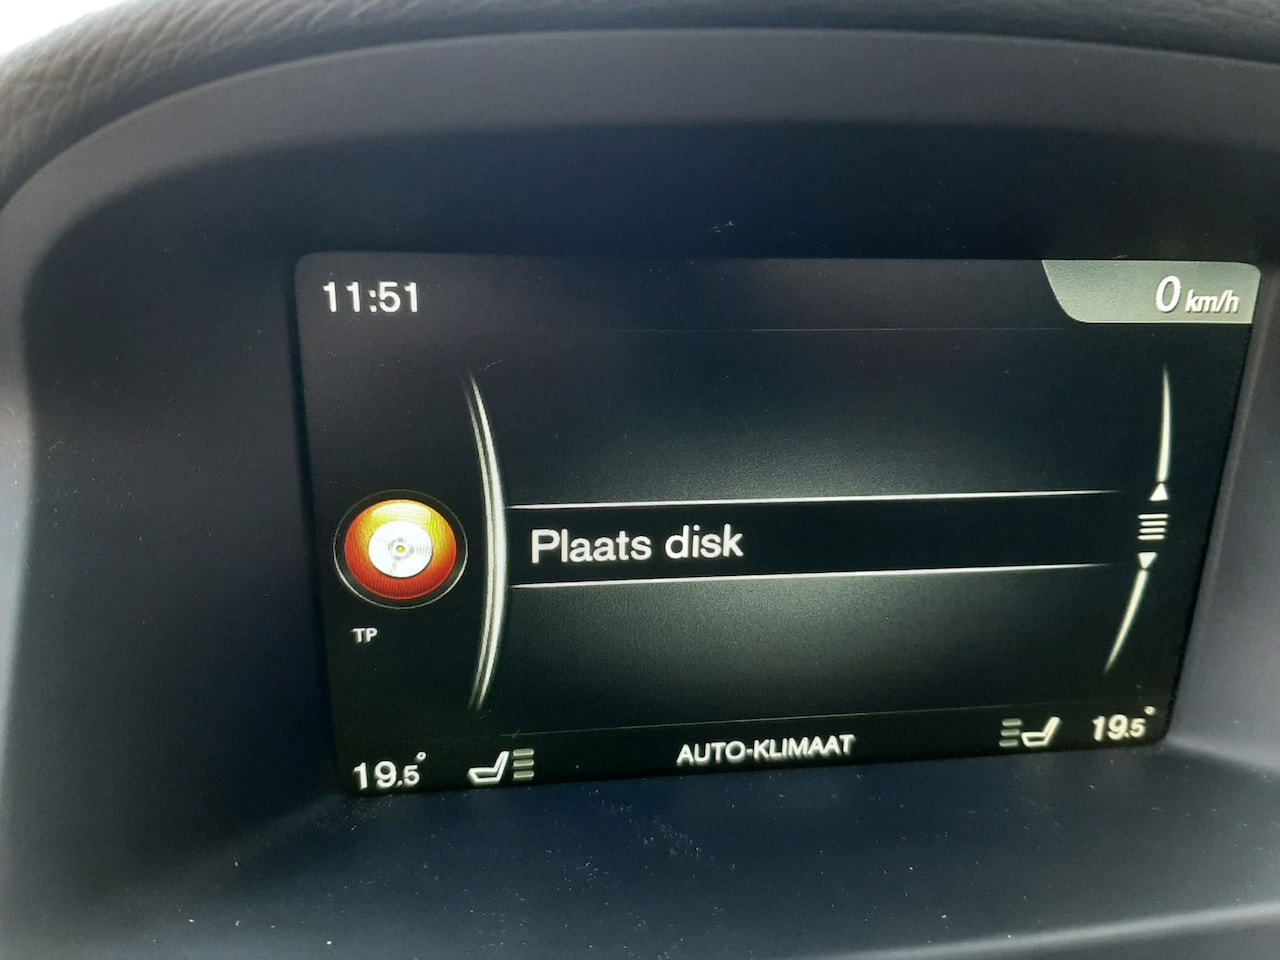 11:51
0 km/h
Plaats disk
TP
19.5°
AUTO-KLIMAAT
19.5°